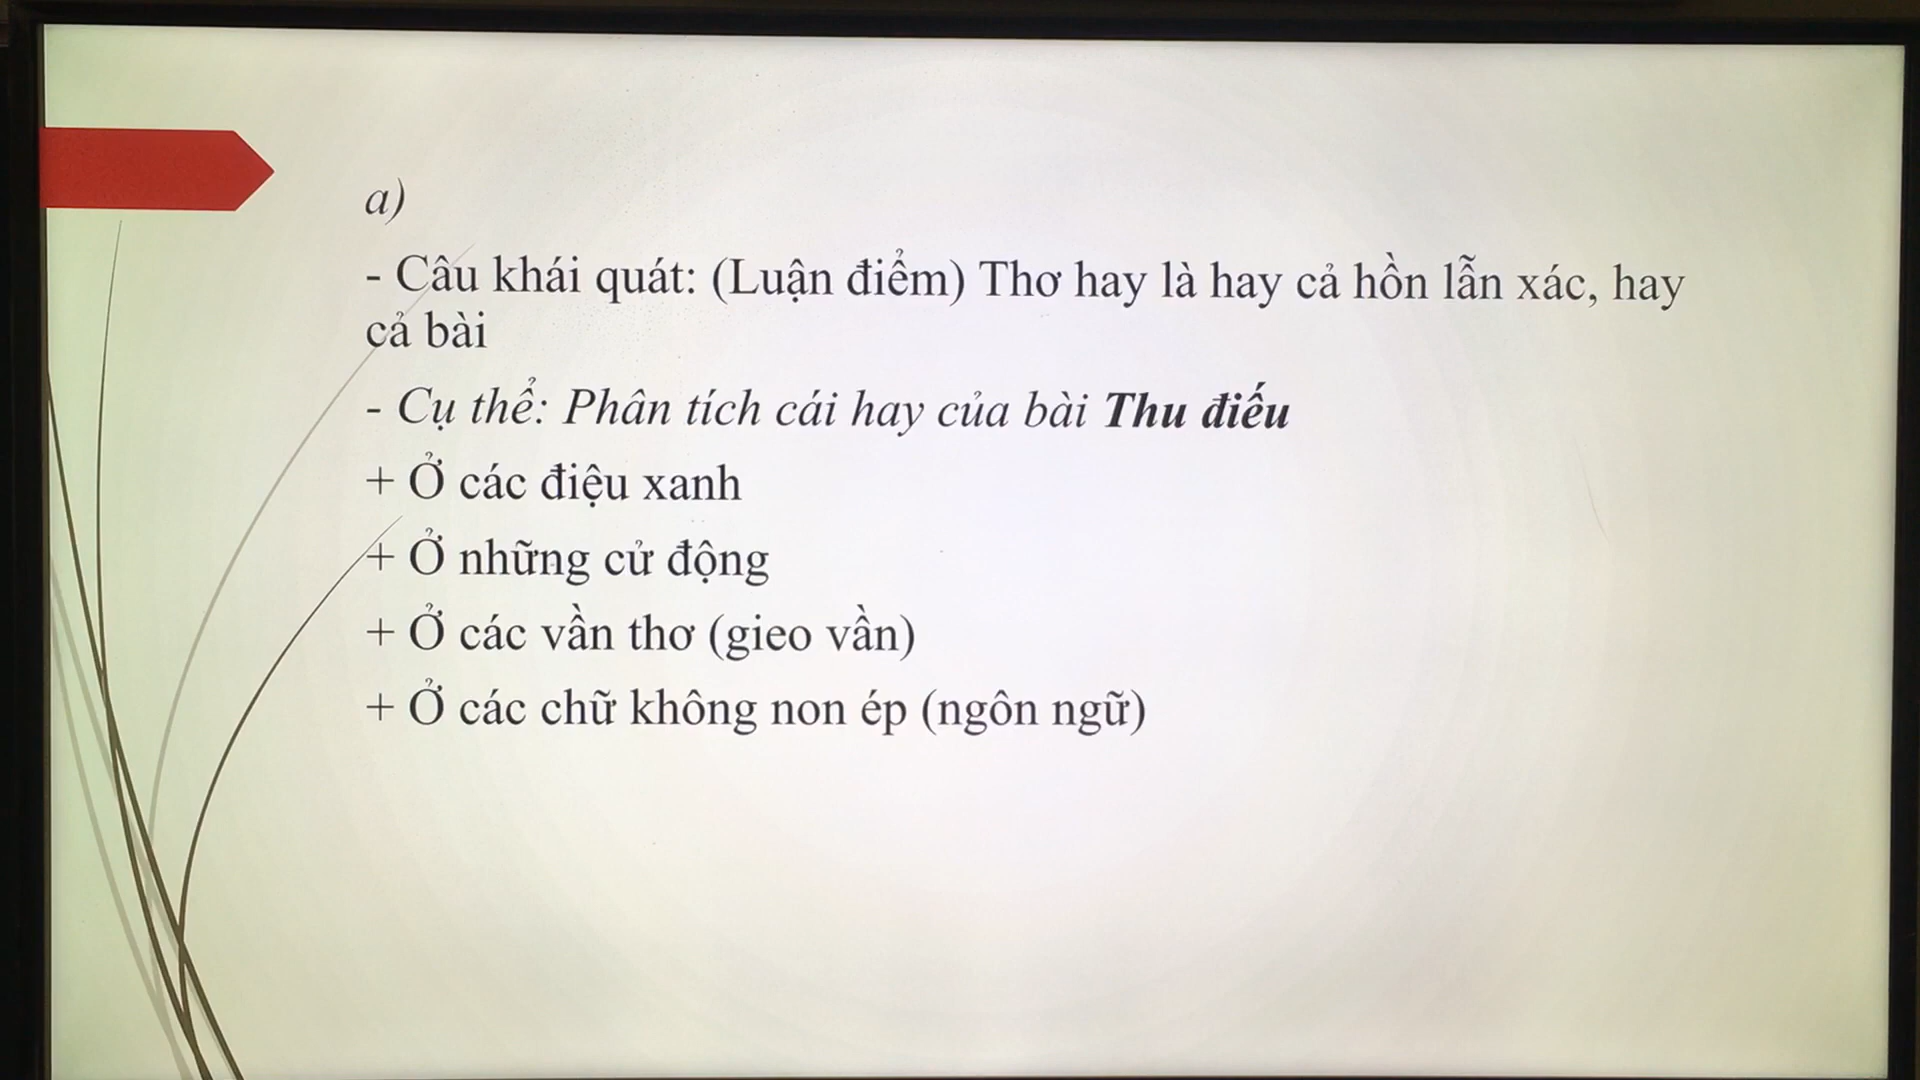 a)
- Câu khái quát: (Luận điểm) Thơ hay là hay cả hồn lẫn xác, hay
cả bài
- Cụ thể: Phân tích cái hay của bài Thu điếu
+ Ở các điệu xanh
+ Ở những cử động
+ Ở các vần thơ (gieo vần)
+ Ở các chữ không non ép (ngôn ngữ)